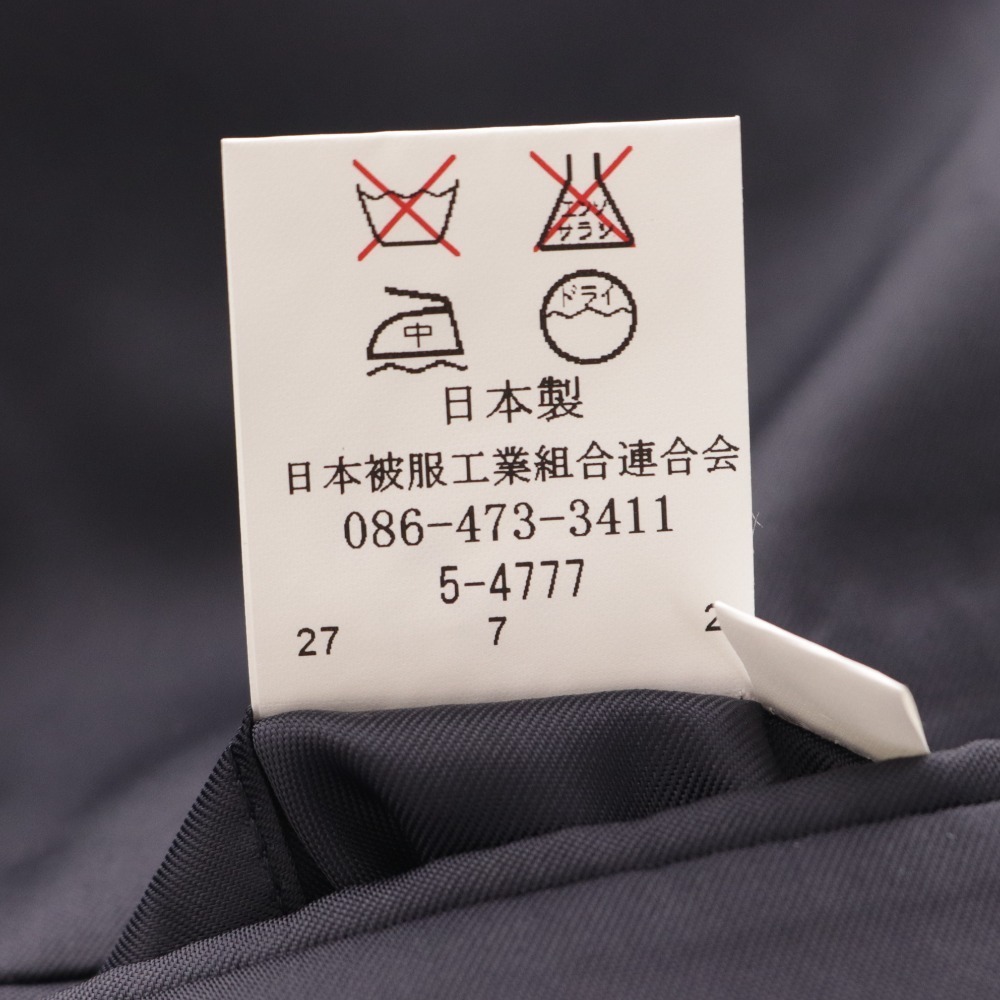 エンソ
サラシ
中
ドライ
日本製
日本被服工業組合連合会
086-473-3411
5-4777
27 7 2